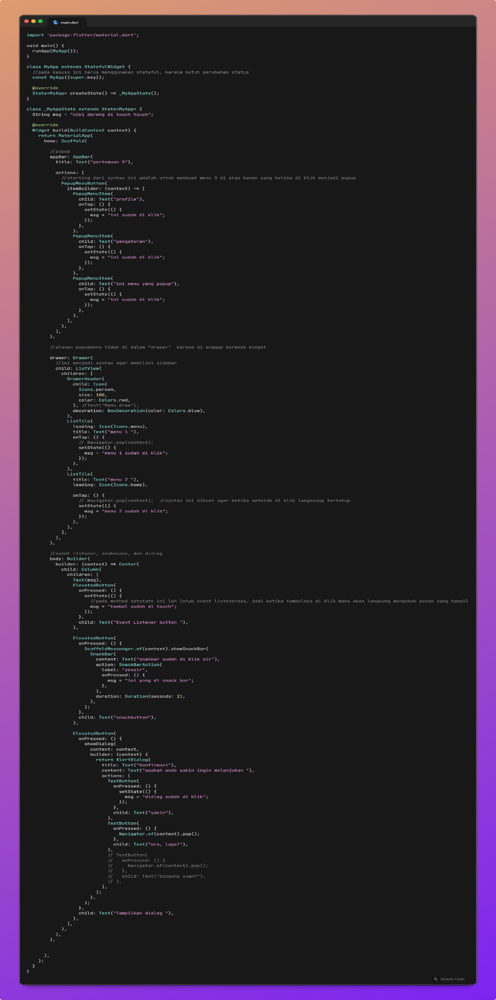 main.dart
import 'package:flutter/material.dart';
void main() {
  runApp(MyApp());
}
class MyApp extends StatefulWidget {
  //pada kasusu ini harus menggunakan stateful, karena butuh perubahan status
  const MyApp({super.key});
  @override
  State<MyApp> createState() => _MyAppState();
}
class _MyAppState extends State<MyApp> {
  String msg = "niki dereng di touch touch";
  @override
  Widget build(BuildContext context) {
    return MaterialApp(
      home: Scaffold(
        //popup
        appBar: AppBar(
          title: Text("pertemuan 5"),
          actions: [
            //starting dari syntax ini adalah untuk membuat menu 3 di atas kanan yang ketika di klik menjadi popup
            PopupMenuButton(
              itemBuilder: (context) => [
                PopupMenuItem(
                  child: Text("profile"),
                  onTap: () {
                    setState(() {
                      msg = "ini sudah di klik";
                    });
                  },
                ),
                PopupMenuItem(
                  child: Text("pengaturan"),
                  onTap: () {
                    setState(() {
                      msg = "ini sudah di klik";
                    });
                  },
                ),
                PopupMenuItem(
                  child: Text("ini menu yang popup"),
                  onTap: () {
                    setState(() {
                      msg = "ini sudah di klik";
                    });
                  },
                ),
              ],
            ),
          ],
        ),
        //alasan popupmenu tidak di dalam "drawer"  karena di anggap berbeda widget
        drawer: Drawer(
          //ini menjadi syntax agar memiliki sidebar
          child: ListView(
            children: [
              DrawerHeader(
                child: Icon(
                  Icons.person,
                  size: 100,
                  color: Colors.red,
                ), //Text("Menu draw"),
                decoration: BoxDecoration(color: Colors.blue),
              ),
              ListTile(
                leading: Icon(Icons.menu),
                title: Text("menu 1 "),
                onTap: () {
                  // Navigator.pop(context);
                  setState(() {
                    msg = "menu 1 sudah di klik";
                  });
                },
              ),
              ListTile(
                title: Text("menu 2 "),
                leading: Icon(Icons.home),
                onTap: () {
                  // Navigator.pop(context);  //syntax ini dibuat agar ketika setelah di klik langsuung tertutup
                  setState(() {
                    msg = "menu 2 sudah di klik";
                  });
                },
              ),
            ],
          ),
        ),
        //event listener, snakecase, dan dialog
        body: Builder(
          builder: (context) => Center(
            child: Column(
              children: [
                Text(msg),
                ElevatedButton(
                  onPressed: () {
                    setState(() {
                      //pada method setstate ini lah letak event listenernya, jadi ketika tombolnya di klik maka akan langsung mengubah pesan yang tampil
                      msg = "tombol sudah di touch";
                    });
                  },
                  child: Text("Event Listener button "),
                ),
                ElevatedButton(
                  onPressed: () {
                    ScaffoldMessenger.of(context).showSnackBar(
                      SnackBar(
                        content: Text("snakbar sudah di klik sir"),
                        action: SnackBarAction(
                          label: "yessir",
                          onPressed: () {
                            msg = "ini yang di snack bar";
                          },
                        ),
                        duration: Duration(seconds: 2),
                      ),
                    );
                  },
                  child: Text("snackbutton"),
                ),
                ElevatedButton(
                  onPressed: () {
                    showDialog(
                      context: context,
                      builder: (context) {
                        return AlertDialog(
                          title: Text("Konfirmasi"),
                          content: Text("apakah anda yakin ingin melanjukan "),
                          actions: [
                            TextButton(
                              onPressed: () {
                                setState(() {
                                  msg = "dialog sudah di klik";
                                });
                              },
                              child: Text("yakin"),
                            ),
                            TextButton(
                              onPressed: () {
                                Navigator.of(context).pop();
                              },
                              child: Text("ora, lapo?"),
                            ),
                            // TextButton(
                            //   onPressed: () {
                            //     Navigator.of(context).pop();
                            //   },
                            //   child: Text("bingung yoan?"),
                            // ),
                          ],
                        );
                      },
                    );
                  },
                  child: Text("Tampilkan dialog "),
                ),
              ],
            ),
          ),
        ),
      ),
    );
  }
}
Beauty Code